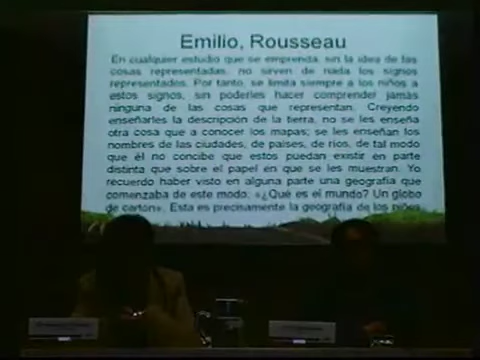 Emilio, Rousseau
En cualquier estudio que se emprenda, sin la idea de las
cosas representadas, no sirven de nada los signos
representados. Por tanto, se limita siempre a los niños a
estos signos, sin poderles hacer comprender jamás
ninguna de las cosas que representan. Creyendo
enseñarles la descripción de la tierra, no se les enseña
otra cosa que a conocer los mapas; se les enseñan los
nombres de las ciudades, de países, de ríos, de tal modo
que él no concibe que estos puedan existir en parte
distinta que sobre el papel en que se les muestran. Yo
recuerdo haber visto en alguna parte una geografía que
comenzaba de este modo: «¿Qué es el mundo? Un globo
de cartón». Esta es precisamente la geografía de los niños